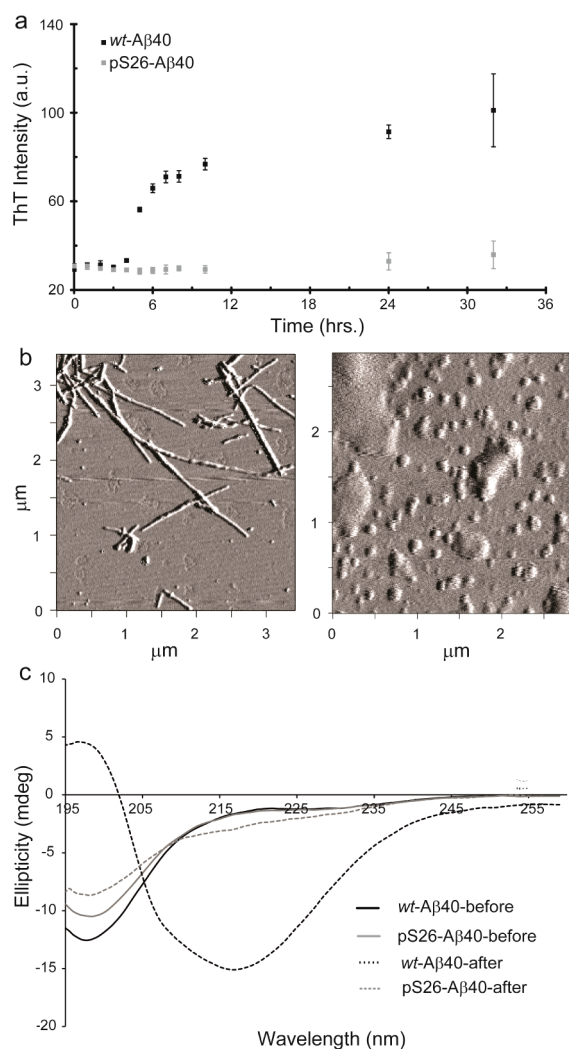 a
140
100
60
20
ThT Intensity (a.u.)
wt-Aβ40
pS26-Aβ40
0 6 12 18 24 30 36
Time (hrs.)
b
3
2
1
0
μm
0 1 2 3
μm
2
1
0
0 1 2
μm
c
10
5
0
-5
-10
-15
-20
Ellipticity (mdeg)
195 205 215 225 235 245 255
wt-Aβ40-before
pS26-Aβ40-before
wt-Aβ40-after
pS26-Aβ40-after
Wavelength (nm)